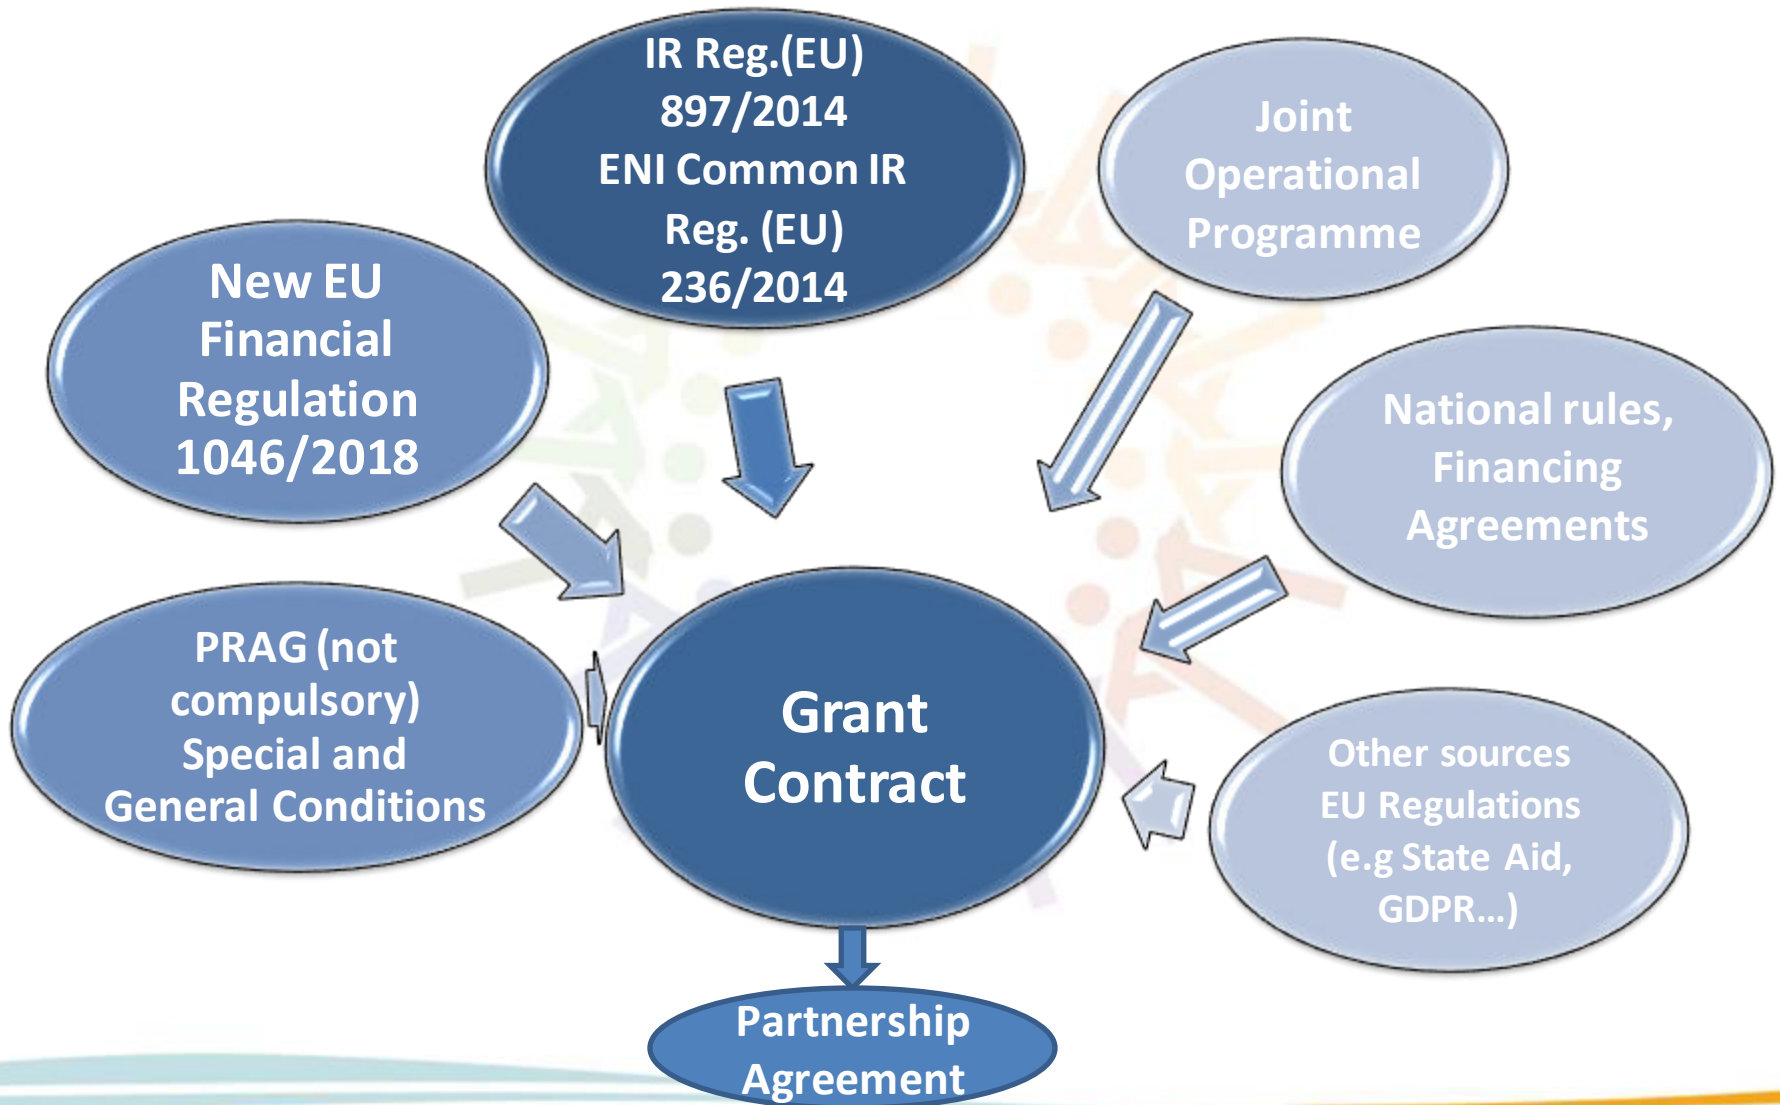 IR Reg.(EU)
897/2014
ENI Common IR
Reg. (EU)
236/2014
Joint
Operational
Programme
New EU
Financial
Regulation
1046/2018
National rules,
Financing
Agreements
PRAG (not
compulsory)
Special and
General Conditions
Grant
Contract
Other sources
EU Regulations
(e.g State Aid,
GDPR...)
Partnership
Agreement